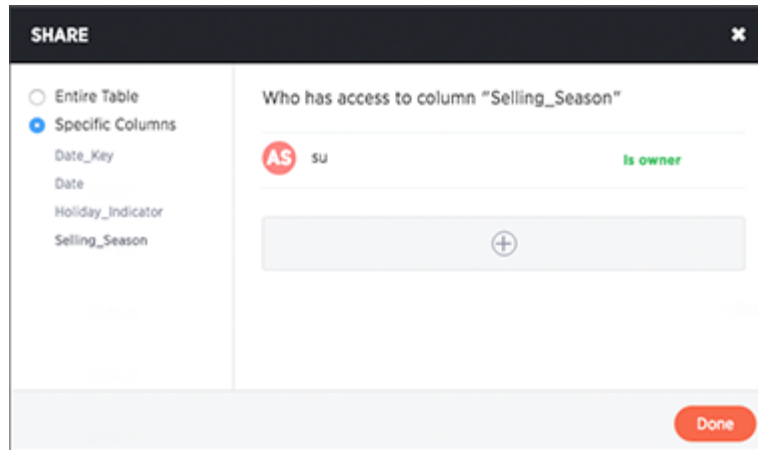 SHARE
Entire Table
Specific Columns
Date_Key
Date
Holiday_Indicator
Selling_Season
Who has access to column "Selling_Season"
AS su Is owner
Done